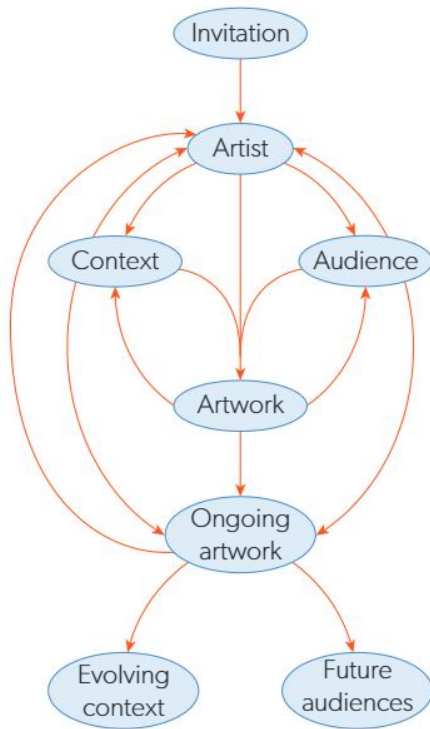 Invitation
Artist
Context
Audience
Artwork
Ongoing
artwork
Evolving
context
Future
audiences